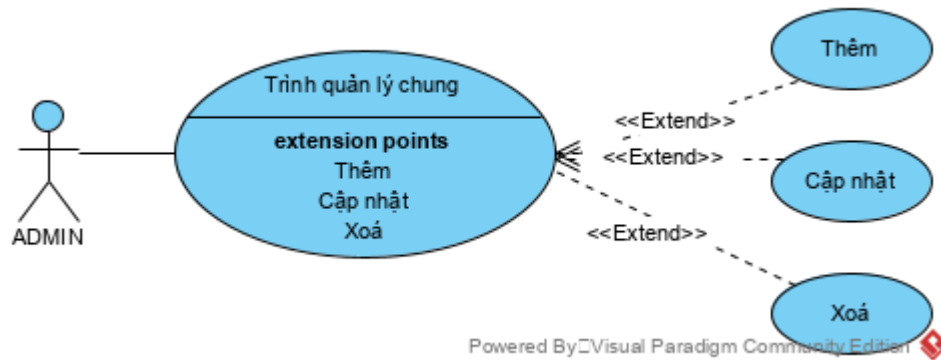 Trình quản lý chung
extension points
Thêm
Cập nhật
Xoá
ADMIN
Thêm
<<Extend>>
<<Extend>>
Cập nhật
<<Extend>>
Xoá
Powered By Visual Paradigm Community Edition